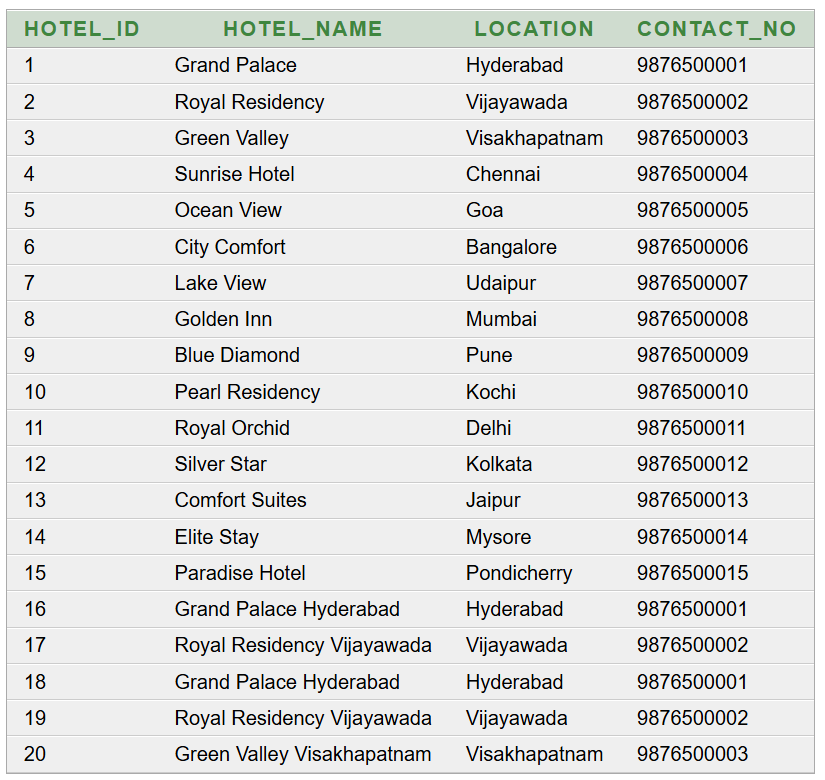 HOTEL_ID HOTEL_NAME LOCATION CONTACT_NO
1 Grand Palace Hyderabad 9876500001
2 Royal Residency Vijayawada 9876500002
3 Green Valley Visakhapatnam 9876500003
4 Sunrise Hotel Chennai 9876500004
5 Ocean View Goa 9876500005
6 City Comfort Bangalore 9876500006
7 Lake View Udaipur 9876500007
8 Golden Inn Mumbai 9876500008
9 Blue Diamond Pune 9876500009
10 Pearl Residency Kochi 9876500010
11 Royal Orchid Delhi 9876500011
12 Silver Star Kolkata 9876500012
13 Comfort Suites Jaipur 9876500013
14 Elite Stay Mysore 9876500014
15 Paradise Hotel Pondicherry 9876500015
16 Grand Palace Hyderabad Hyderabad 9876500001
17 Royal Residency Vijayawada Vijayawada 9876500002
18 Grand Palace Hyderabad Hyderabad 9876500001
19 Royal Residency Vijayawada Vijayawada 9876500002
20 Green Valley Visakhapatnam Visakhapatnam 9876500003